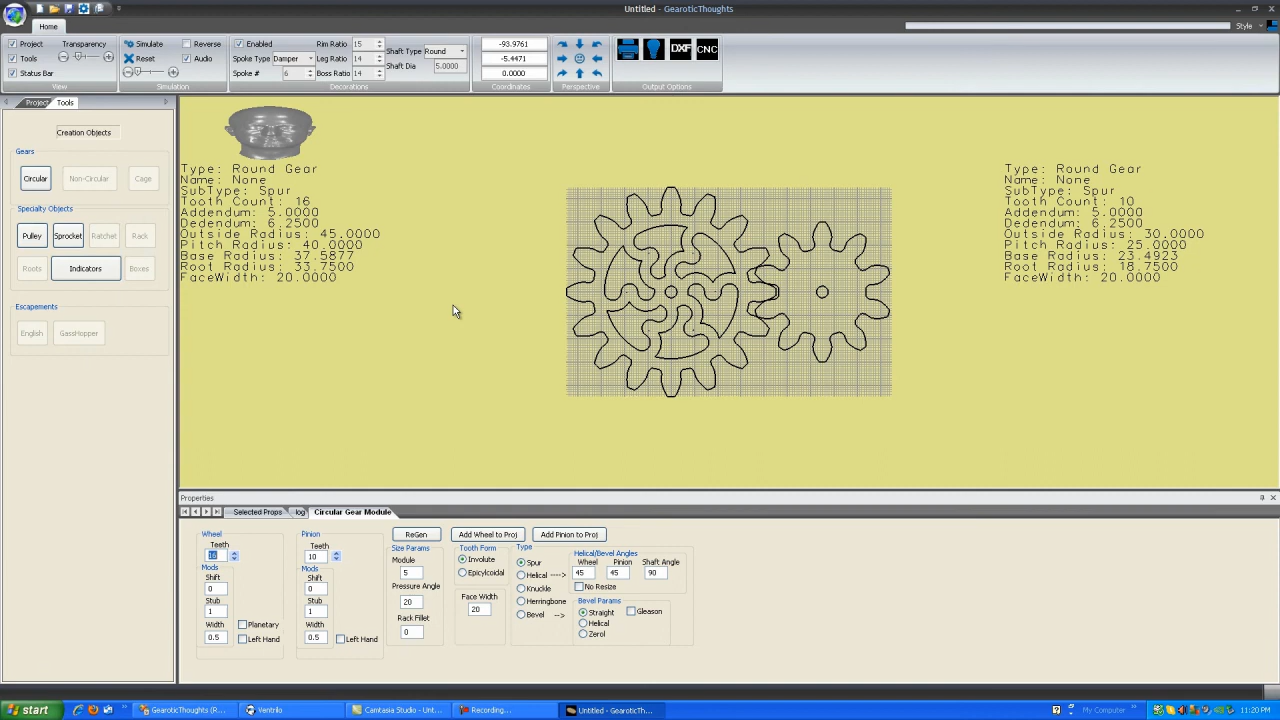 Untitled - GearoticThoughts
Home
Style
Project
Transparency
Tools
Status Bar
View
Simulate
Reverse
Reset
Audio
Simulation
Enabled
Rim Ratio
15
Shaft Type
Round
Spoke Type
Damper
Leg Ratio
14
Shaft Dia
5.0000
Spoke #
6
Boss Ratio
14
Decorations
-93.9761
-5.4471
0.0000
Coordinates
Perspective
DXF
CNC
Output Options
Project
Tools
Creation Objects
Gears
Circular
Non-Circular
Cage
Specialty Objects
Pulley
Sprocket
Ratchet
Rack
Roots
Indicators
Boxes
Escapements
English
GassHopper
Type: Round Gear
Name: None
SubType: Spur
Tooth Count: 16
Addendum: 5.0000
Dedendum: 6.2500
Outside Radius: 45.0000
Pitch Radius: 40.0000
Base Radius: 37.5877
Root Radius: 33.7500
FaceWidth: 20.0000
Type: Round Gear
Name: None
SubType: Spur
Tooth Count: 10
Addendum: 5.0000
Dedendum: 6.2500
Outside Radius: 30.0000
Pitch Radius: 25.0000
Base Radius: 23.4923
Root Radius: 18.7500
FaceWidth: 20.0000
Properties
Selected Props
log
Circular Gear Module
Wheel
Teeth
16
Mods
Shift
0
Stub
1
Width
0.5
Planetary
Left Hand
Pinion
Teeth
10
Mods
Shift
0
Stub
1
Width
0.5
Left Hand
ReGen
Add Wheel to Proj
Add Pinion to Proj
Size Params
Module
5
Pressure Angle
20
Rack Fillet
0
Tooth Form
Involute
Epicylcoidal
Face Width
20
Type
Spur
Helical ---->
Knuckle
Herringbone
Bevel -->
Helical/Bevel Angles
Wheel
Pinion
Shaft Angle
45
45
90
No Resize
Bevel Params
Straight
Gleason
Helical
Zerol
start
GearoticThoughts (R...
Ventrilo
Camtasia Studio - Unt...
Recording...
Untitled - GearoticTh...
My Computer
11:20 PM